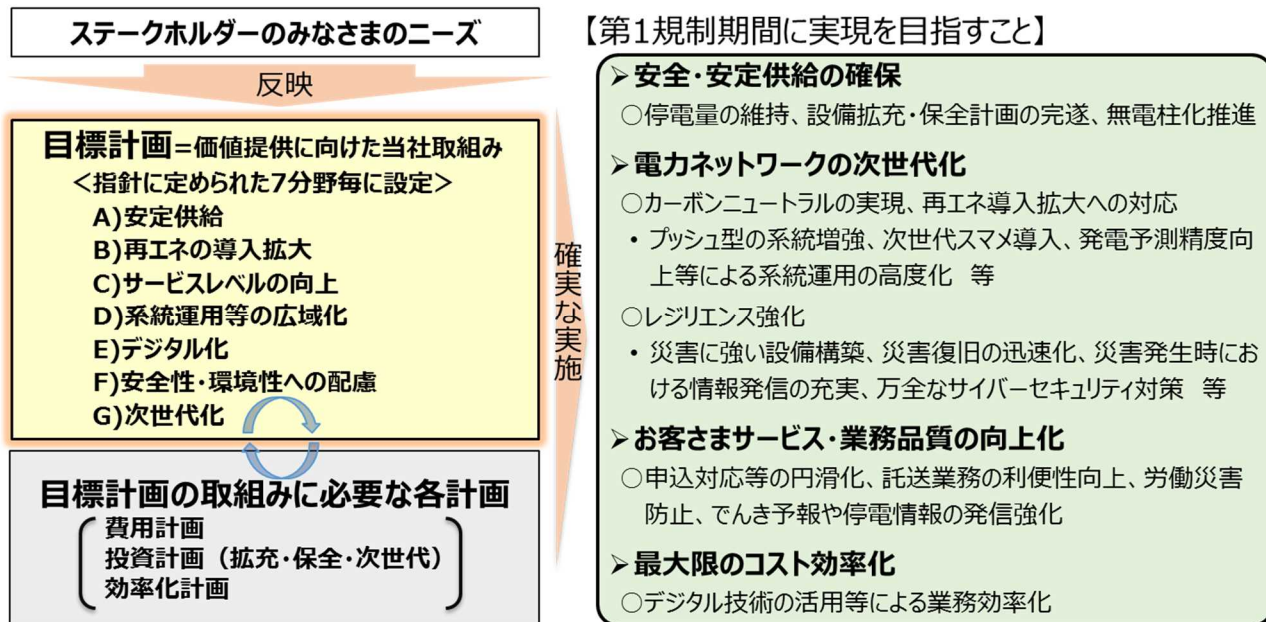 ステークホルダーのみなさまのニーズ
反映
目標計画=価値提供に向けた当社取組み
<指針に定められた7分野毎に設定>
A)安定供給
B)再エネの導入拡大
C)サービスレベルの向上
D)系統運用等の広域化
E)デジタル化
F)安全性・環境性への配慮
G)次世代化
目標計画の取組みに必要な各計画
費用計画
投資計画（拡充・保全・次世代）
効率化計画
確実な実施
【第1規制期間に実現を目指すこと】
➢安全・安定供給の確保
○停電量の維持、設備拡充・保全計画の完遂、無電柱化推進
➢電力ネットワークの次世代化
○カーボンニュートラルの実現、再エネ導入拡大への対応
・プッシュ型の系統増強、次世代スマメ導入、発電予測精度向
上等による系統運用の高度化 等
○レジリエンス強化
・災害に強い設備構築、災害復旧の迅速化、災害発生時にお
ける情報発信の充実、万全なサイバーセキュリティ対策 等
➢お客さまサービス・業務品質の向上化
○申込対応等の円滑化、託送業務の利便性向上、労働災害
防止、でんき予報や停電情報の発信強化
➢最大限のコスト効率化
○デジタル技術の活用等による業務効率化